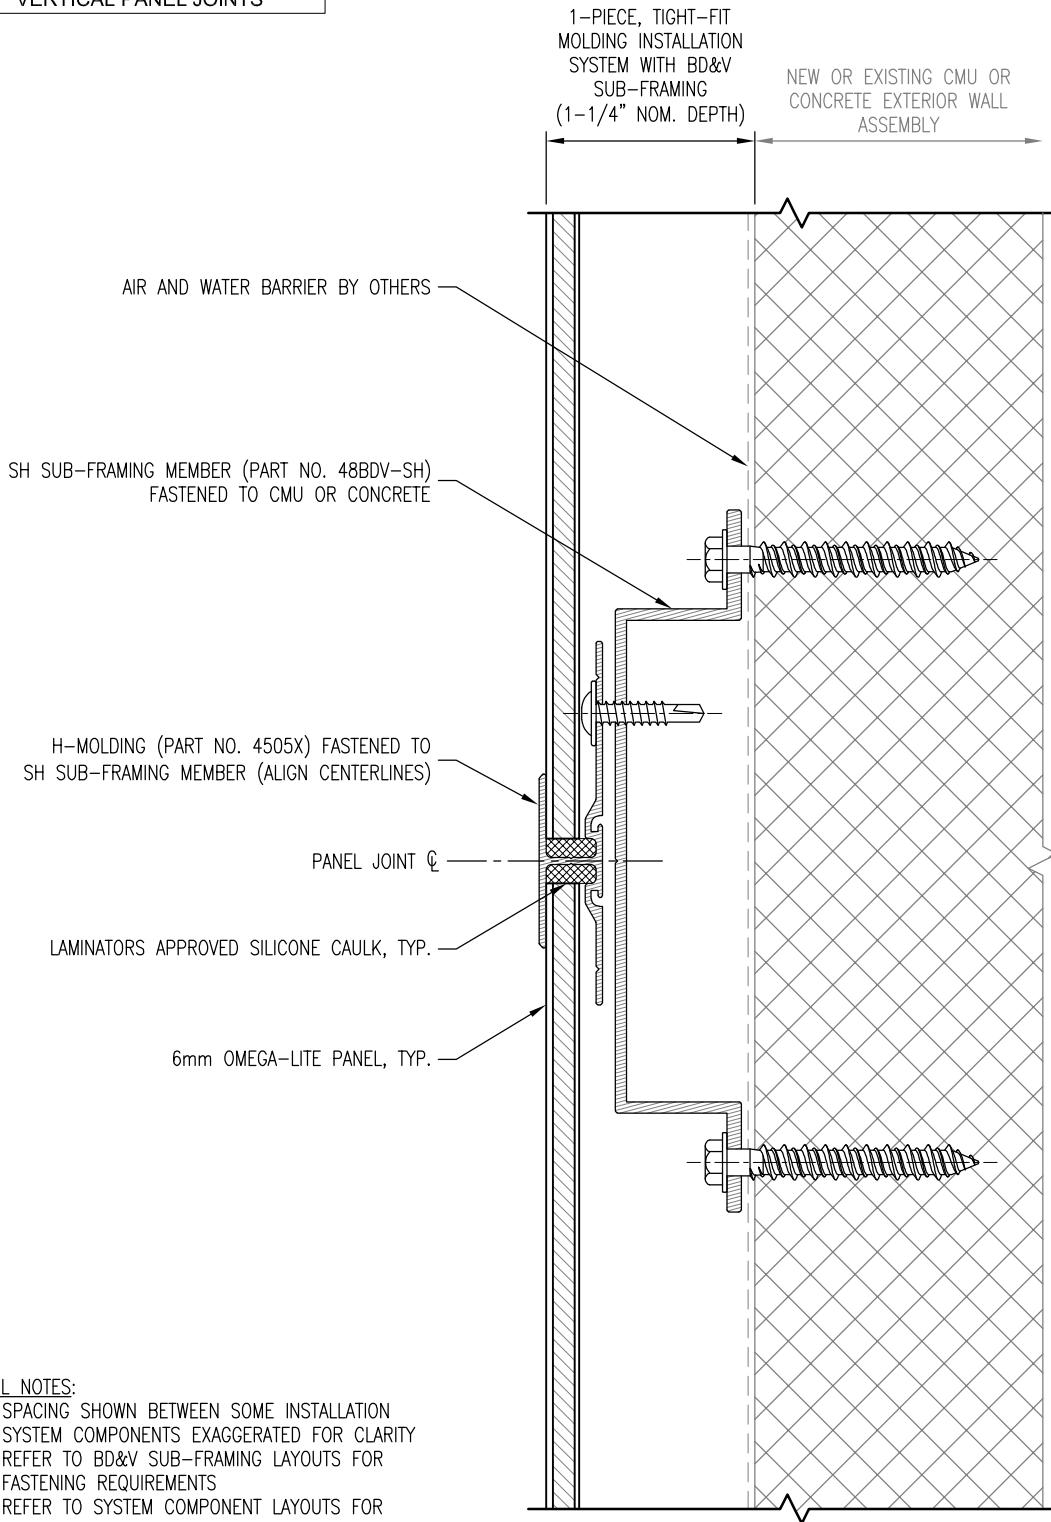 VERTICAL PANEL JOINTS
1-PIECE, TIGHT-FIT
MOLDING INSTALLATION
SYSTEM WITH BD&V
SUB-FRAMING
(1-1/4" NOM. DEPTH)
NEW OR EXISTING CMU OR
CONCRETE EXTERIOR WALL
ASSEMBLY
AIR AND WATER BARRIER BY OTHERS
SH SUB-FRAMING MEMBER (PART NO. 48BDV-SH)
FASTENED TO CMU OR CONCRETE
H-MOLDING (PART NO. 4505X) FASTENED TO
SH SUB-FRAMING MEMBER (ALIGN CENTERLINES)
PANEL JOINT ℄
LAMINATORS APPROVED SILICONE CAULK, TYP.
6mm OMEGA-LITE PANEL, TYP.
L NOTES:
SPACING SHOWN BETWEEN SOME INSTALLATION
SYSTEM COMPONENTS EXAGGERATED FOR CLARITY
REFER TO BD&V SUB-FRAMING LAYOUTS FOR
FASTENING REQUIREMENTS
REFER TO SYSTEM COMPONENT LAYOUTS FOR